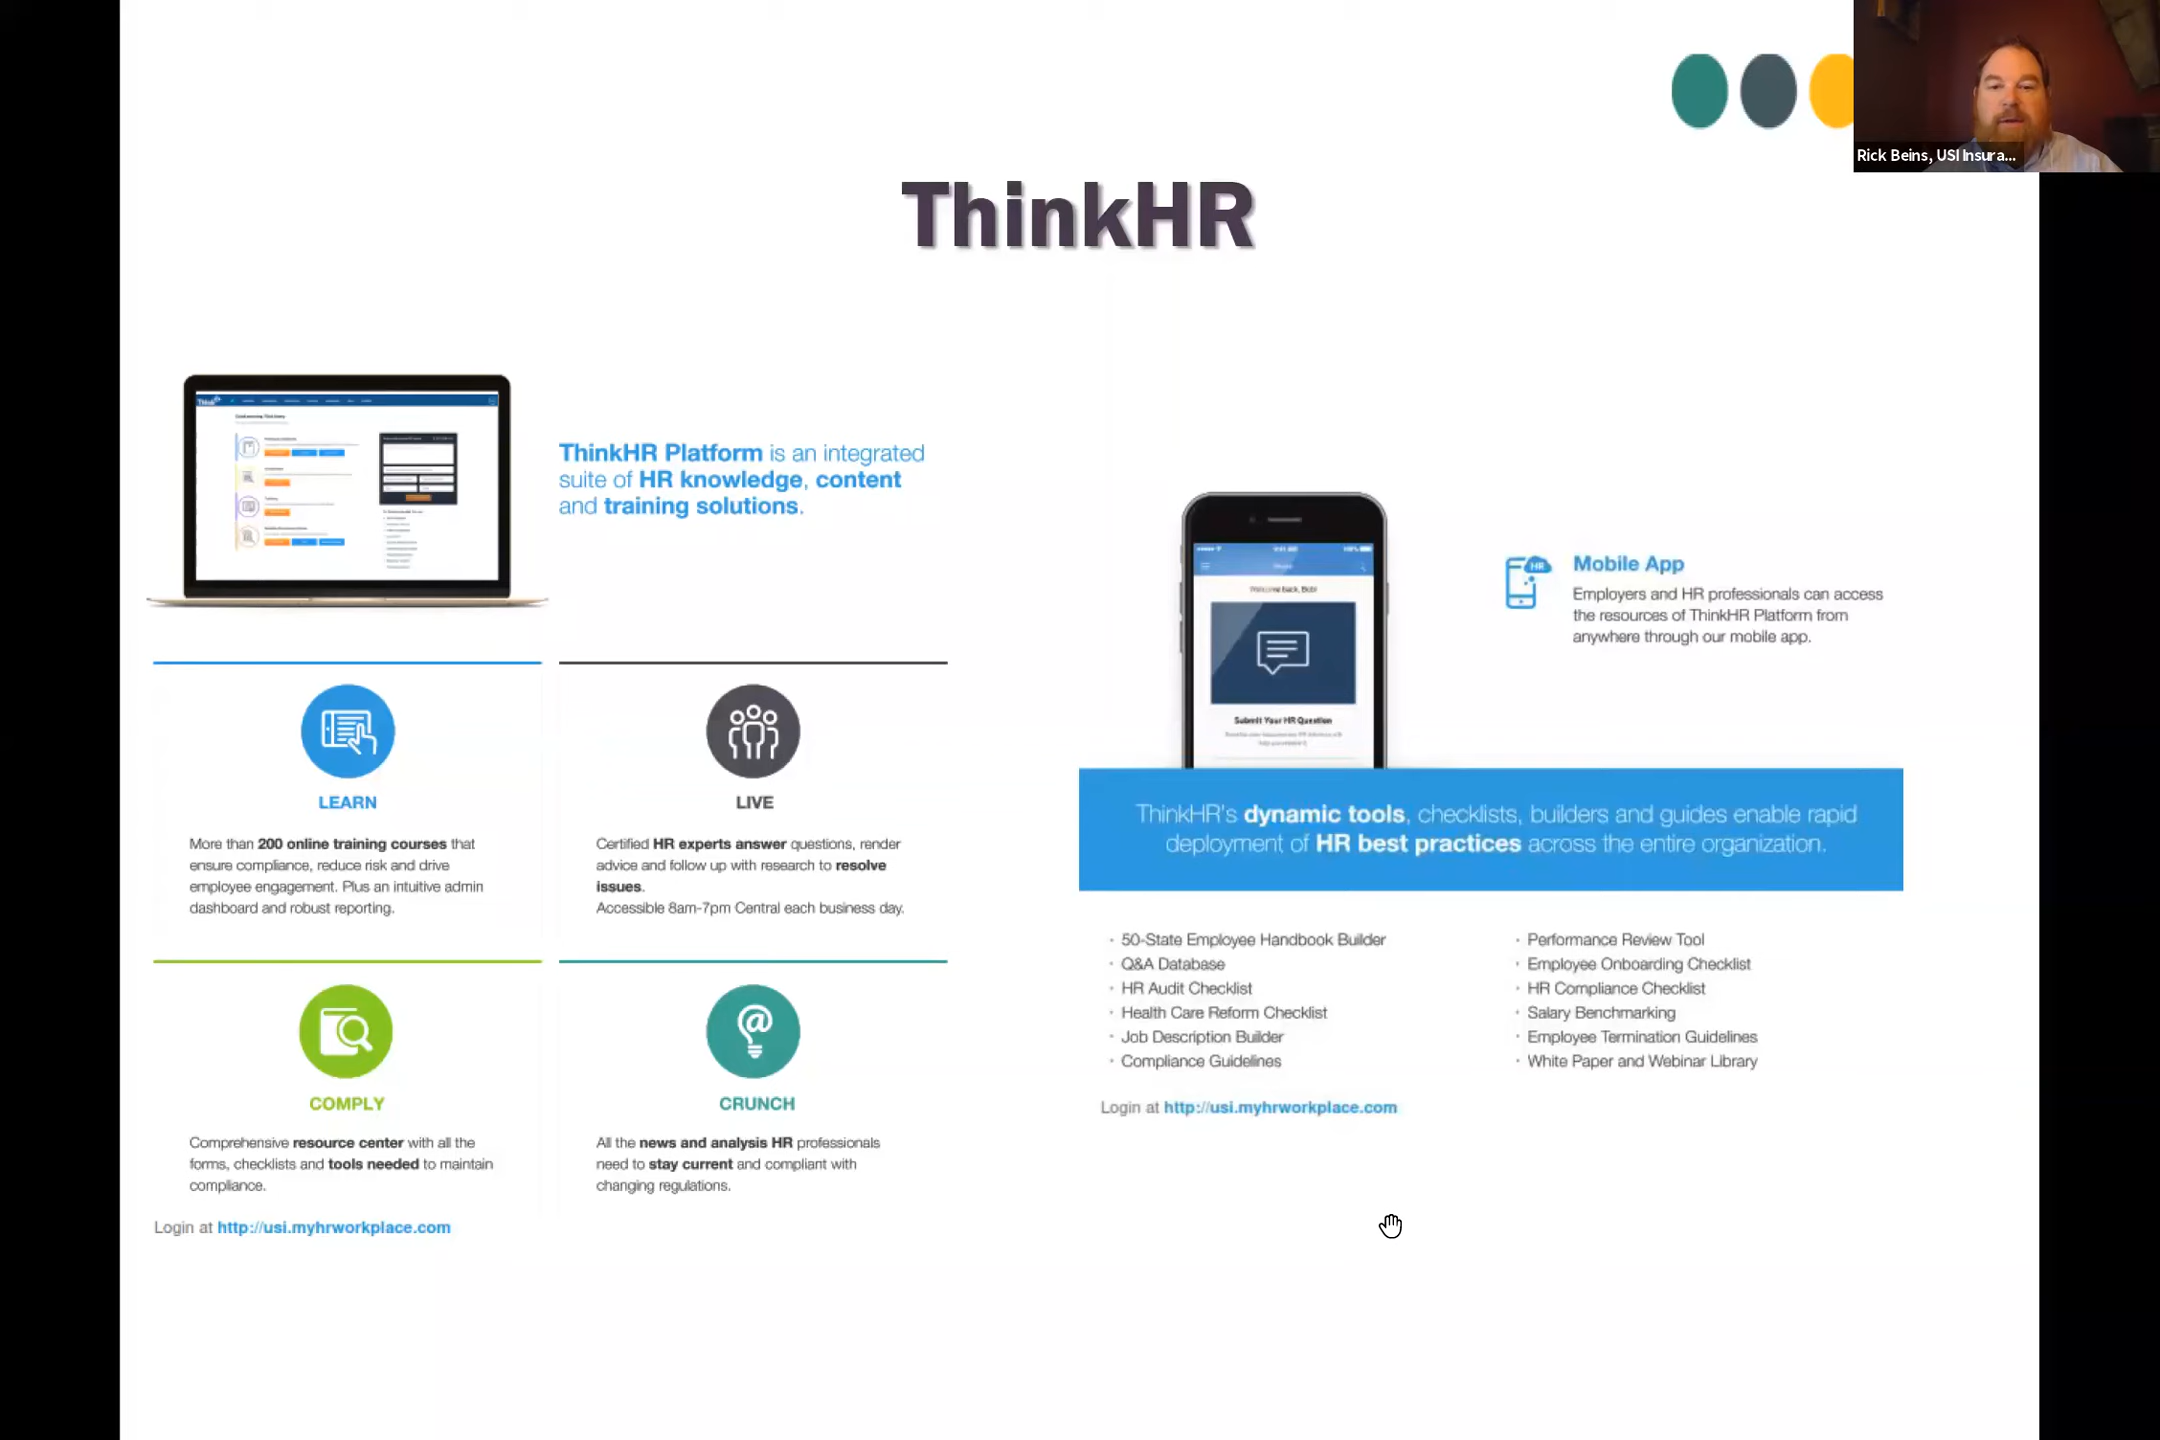 Rick Beins, USI Insura...
ThinkHR
ThinkHR Platform is an integrated
suite of HR knowledge, content
and training solutions.
LEARN
More than 200 online training courses that
ensure compliance, reduce risk and drive
employee engagement. Plus an intuitive admin
dashboard and robust reporting.
LIVE
Certified HR experts answer questions, render
advice and follow up with research to resolve
issues.
Accessible 8am-7pm Central each business day.
COMPLY
Comprehensive resource center with all the
forms, checklists and tools needed to maintain
compliance.
CRUNCH
All the news and analysis HR professionals
need to stay current and compliant with
changing regulations.
Login at http://usi.myhrworkplace.com
Welcome back, Bob!
Submit Your HR Question
HR
Mobile App
Employers and HR professionals can access
the resources of ThinkHR Platform from
anywhere through our mobile app.
ThinkHR's dynamic tools, checklists, builders and guides enable rapid
deployment of HR best practices across the entire organization.
· 50-State Employee Handbook Builder
· Q&A Database
· HR Audit Checklist
· Health Care Reform Checklist
· Job Description Builder
· Compliance Guidelines
· Performance Review Tool
· Employee Onboarding Checklist
· HR Compliance Checklist
· Salary Benchmarking
· Employee Termination Guidelines
· White Paper and Webinar Library
Login at http://usi.myhrworkplace.com